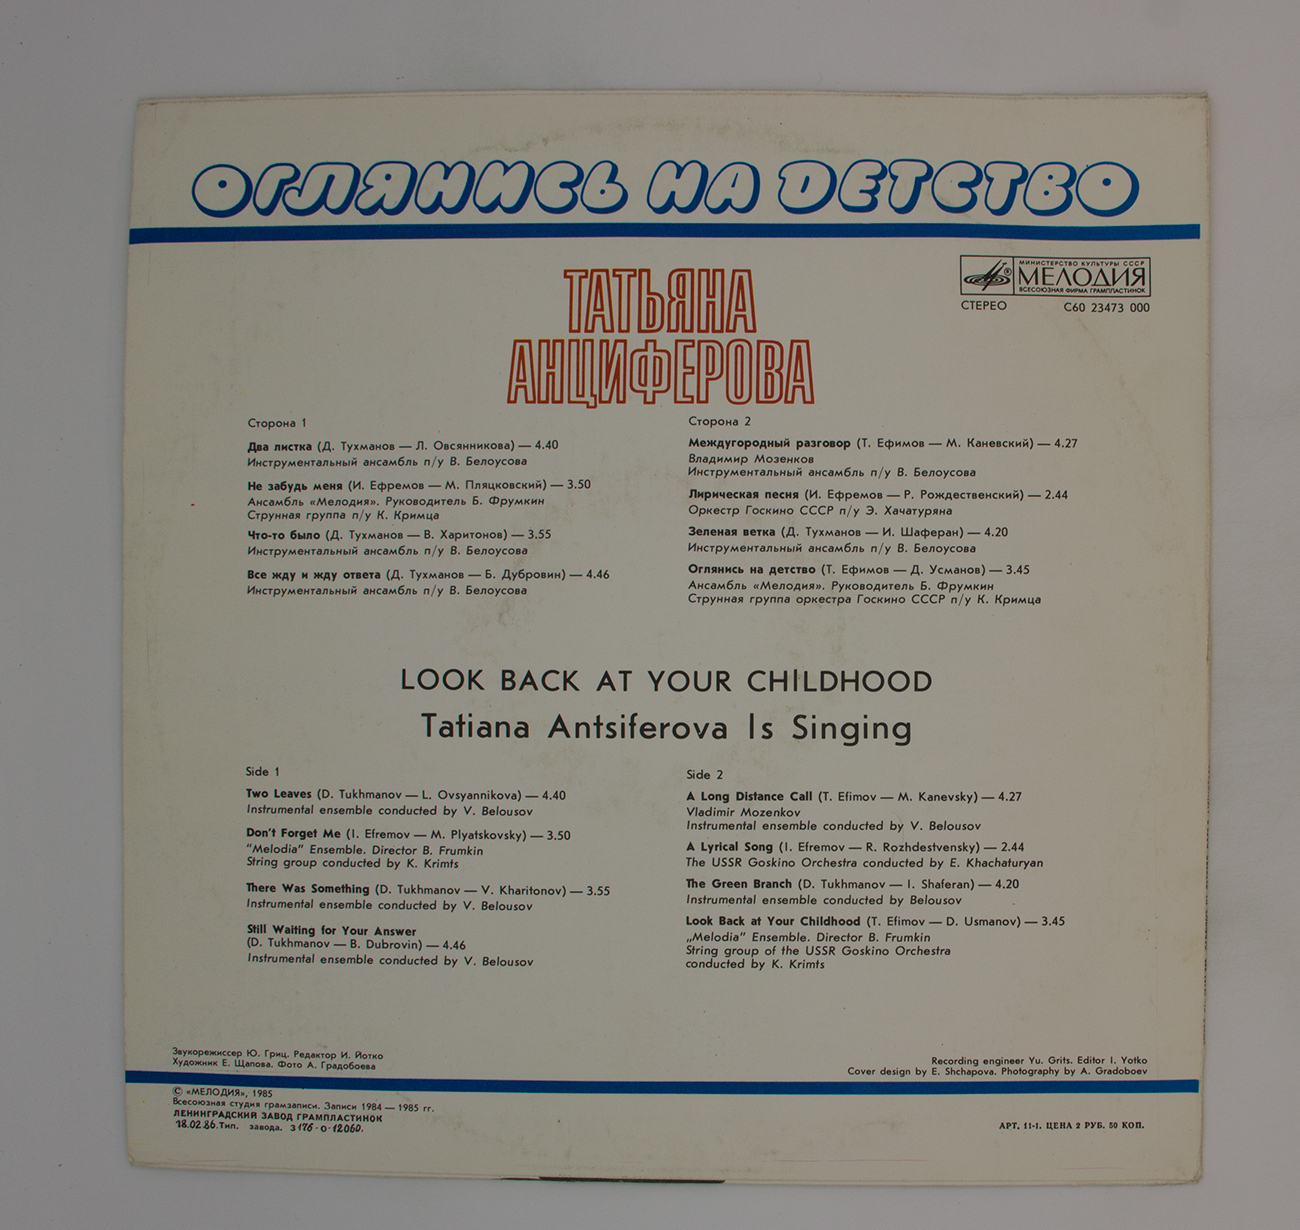 ОГЛЯНИСЬ НА ДЕТСТВО
ТАТЬЯНА
АНЦИФЕРОВА
МИНИСТЕРСТВО КУЛЬТУРЫ СССР
МЕЛОДИЯ
ВСЕСОЮЗНАЯ ФИРМА ГРАМПЛАСТИНОК
СТЕРЕО С60 23473 000
Сторона 1
Два листка (Д. Тухманов — Л. Овсянникова) — 4.40
Инструментальный ансамбль п/у В. Белоусова
Не забудь меня (И. Ефремов — М. Пляцковский) — 3.50
Ансамбль «Мелодия». Руководитель Б. Фрумкин
Струнная группа п/у К. Кримца
Что-то было (Д. Тухманов — В. Харитонов) — 3.55
Инструментальный ансамбль п/у В. Белоусова
Все жду и жду ответа (Д. Тухманов — Б. Дубровин) — 4.46
Инструментальный ансамбль п/у В. Белоусова
Сторона 2
Междугородный разговор (Т. Ефимов — М. Каневский) — 4.27
Владимир Мозенков
Инструментальный ансамбль п/у В. Белоусова
Лирическая песня (И. Ефремов — Р. Рождественский) — 2.44
Оркестр Госкино СССР п/у Э. Хачатуряна
Зеленая ветка (Д. Тухманов — И. Шаферан) — 4.20
Инструментальный ансамбль п/у В. Белоусова
Оглянись на детство (Т. Ефимов — Д. Усманов) — 3.45
Ансамбль «Мелодия». Руководитель Б. Фрумкин
Струнная группа оркестра Госкино СССР п/у К. Кримца
LOOK BACK AT YOUR CHILDHOOD
Tatiana Antsiferova Is Singing
Side 1
Two Leaves (D. Tukhmanov — L. Ovsyannikova) — 4.40
Instrumental ensemble conducted by V. Belousov
Don't Forget Me (I. Efremov — M. Plyatskovsky) — 3.50
"Melodia" Ensemble. Director B. Frumkin
String group conducted by K. Krimts
There Was Something (D. Tukhmanov — V. Kharitonov) — 3.55
Instrumental ensemble conducted by V. Belousov
Still Waiting for Your Answer
(D. Tukhmanov — B. Dubrovin) — 4.46
Instrumental ensemble conducted by V. Belousov
Side 2
A Long Distance Call (T. Efimov — M. Kanevsky) — 4.27
Vladimir Mozenkov
Instrumental ensemble conducted by V. Belousov
A Lyrical Song (I. Efremov — R. Rozhdestvensky) — 2.44
The USSR Goskino Orchestra conducted by E. Khachaturyan
The Green Branch (D. Tukhmanov — I. Shaferan) — 4.20
Instrumental ensemble conducted by Belousov
Look Back at Your Childhood (T. Efimov — D. Usmanov) — 3.45
„Melodia" Ensemble. Director B. Frumkin
String group of the USSR Goskino Orchestra
conducted by K. Krimts
Звукорежиссер Ю. Гриц. Редактор И. Йотко
Художник Е. Щапова. Фото А. Градобоева
Recording engineer Yu. Grits. Editor I. Yotko
Cover design by E. Shchapova. Photography by A. Gradoboev
© «МЕЛОДИЯ», 1985
Всесоюзная студия грамзаписи. Записи 1984 — 1985 гг.
ЛЕНИНГРАДСКИЙ ЗАВОД ГРАМПЛАСТИНОК
18.02.86. Тип. завода. З 176-0-12060.
АРТ. 11-1. ЦЕНА 2 РУБ. 50 КОП.